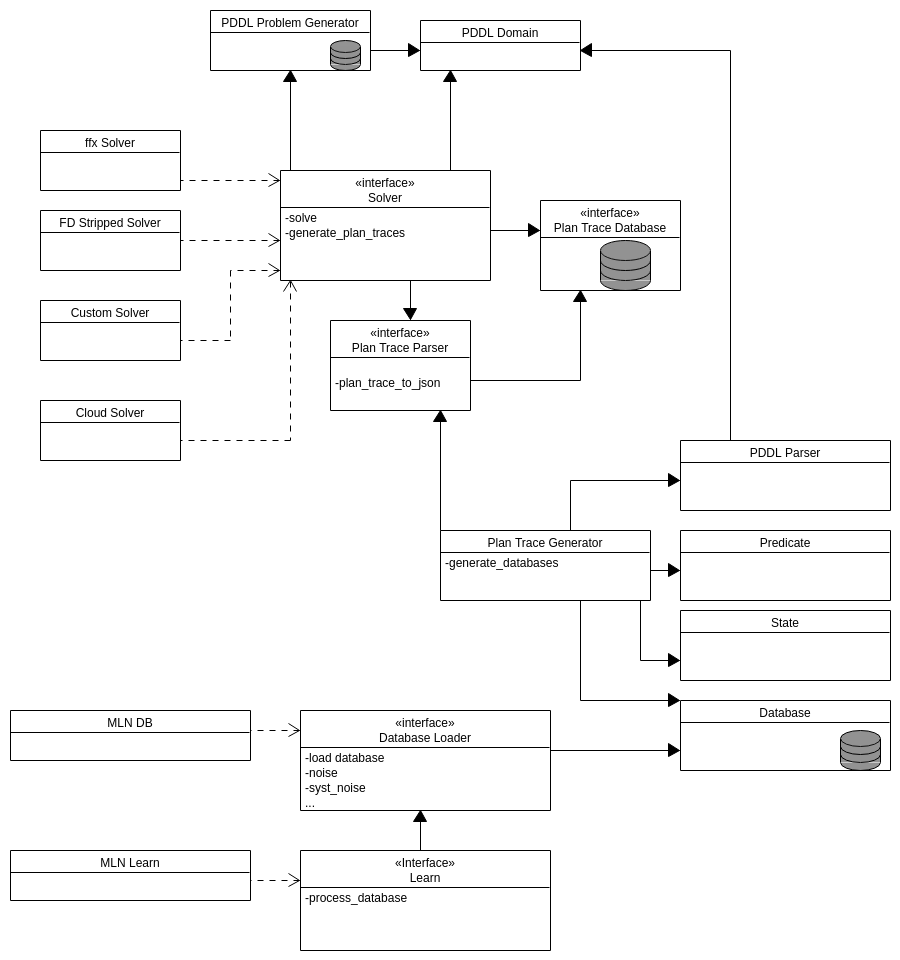 PDDL Problem Generator
PDDL Domain
ffx Solver
«interface»
Solver
-solve
-generate_plan_traces
FD Stripped Solver
«interface»
Plan Trace Database
Custom Solver
«interface»
Plan Trace Parser
-plan_trace_to_json
Cloud Solver
PDDL Parser
Plan Trace Generator
-generate_databases
Predicate
State
Database
MLN DB
«interface»
Database Loader
-load database
-noise
-syst_noise
...
MLN Learn
«Interface»
Learn
-process_database